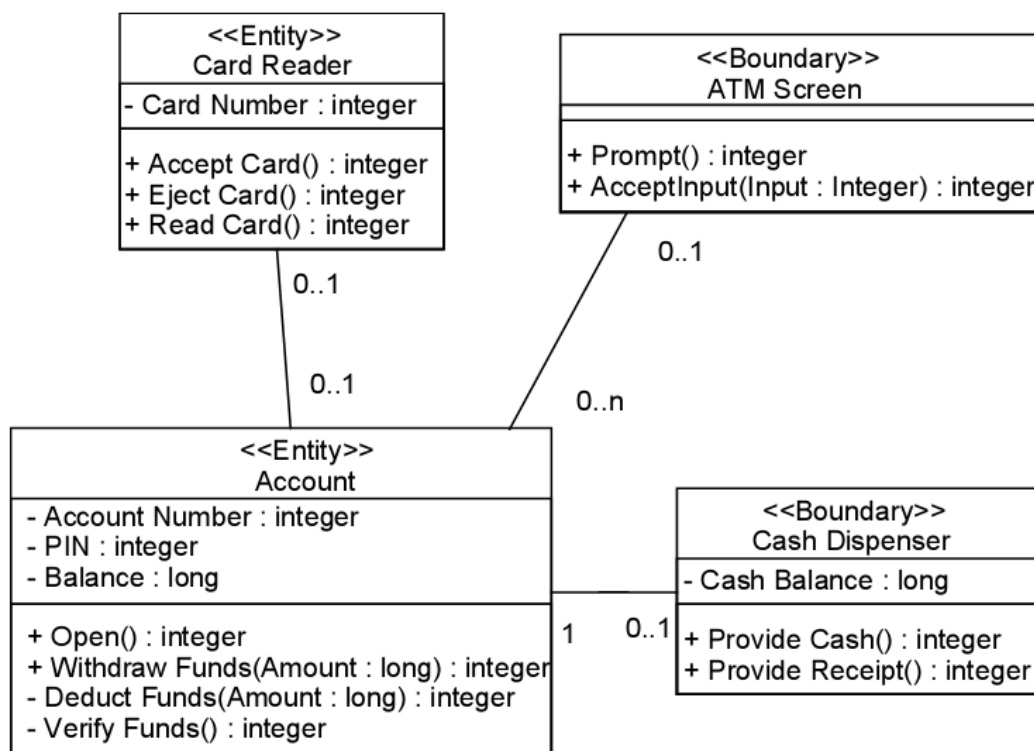 <<Entity>>
Card Reader
- Card Number : integer
+ Accept Card() : integer
+ Eject Card() : integer
+ Read Card() : integer
<<Boundary>>
ATM Screen
+ Prompt() : integer
+ AcceptInput(Input : Integer) : integer
0..1
0..1
0..1
0..n
<<Entity>>
Account
- Account Number : integer
- PIN : integer
- Balance : long
+ Open() : integer
+ Withdraw Funds(Amount : long) : integer
- Deduct Funds(Amount : long) : integer
- Verify Funds() : integer
1
0..1
<<Boundary>>
Cash Dispenser
- Cash Balance : long
+ Provide Cash() : integer
+ Provide Receipt() : integer